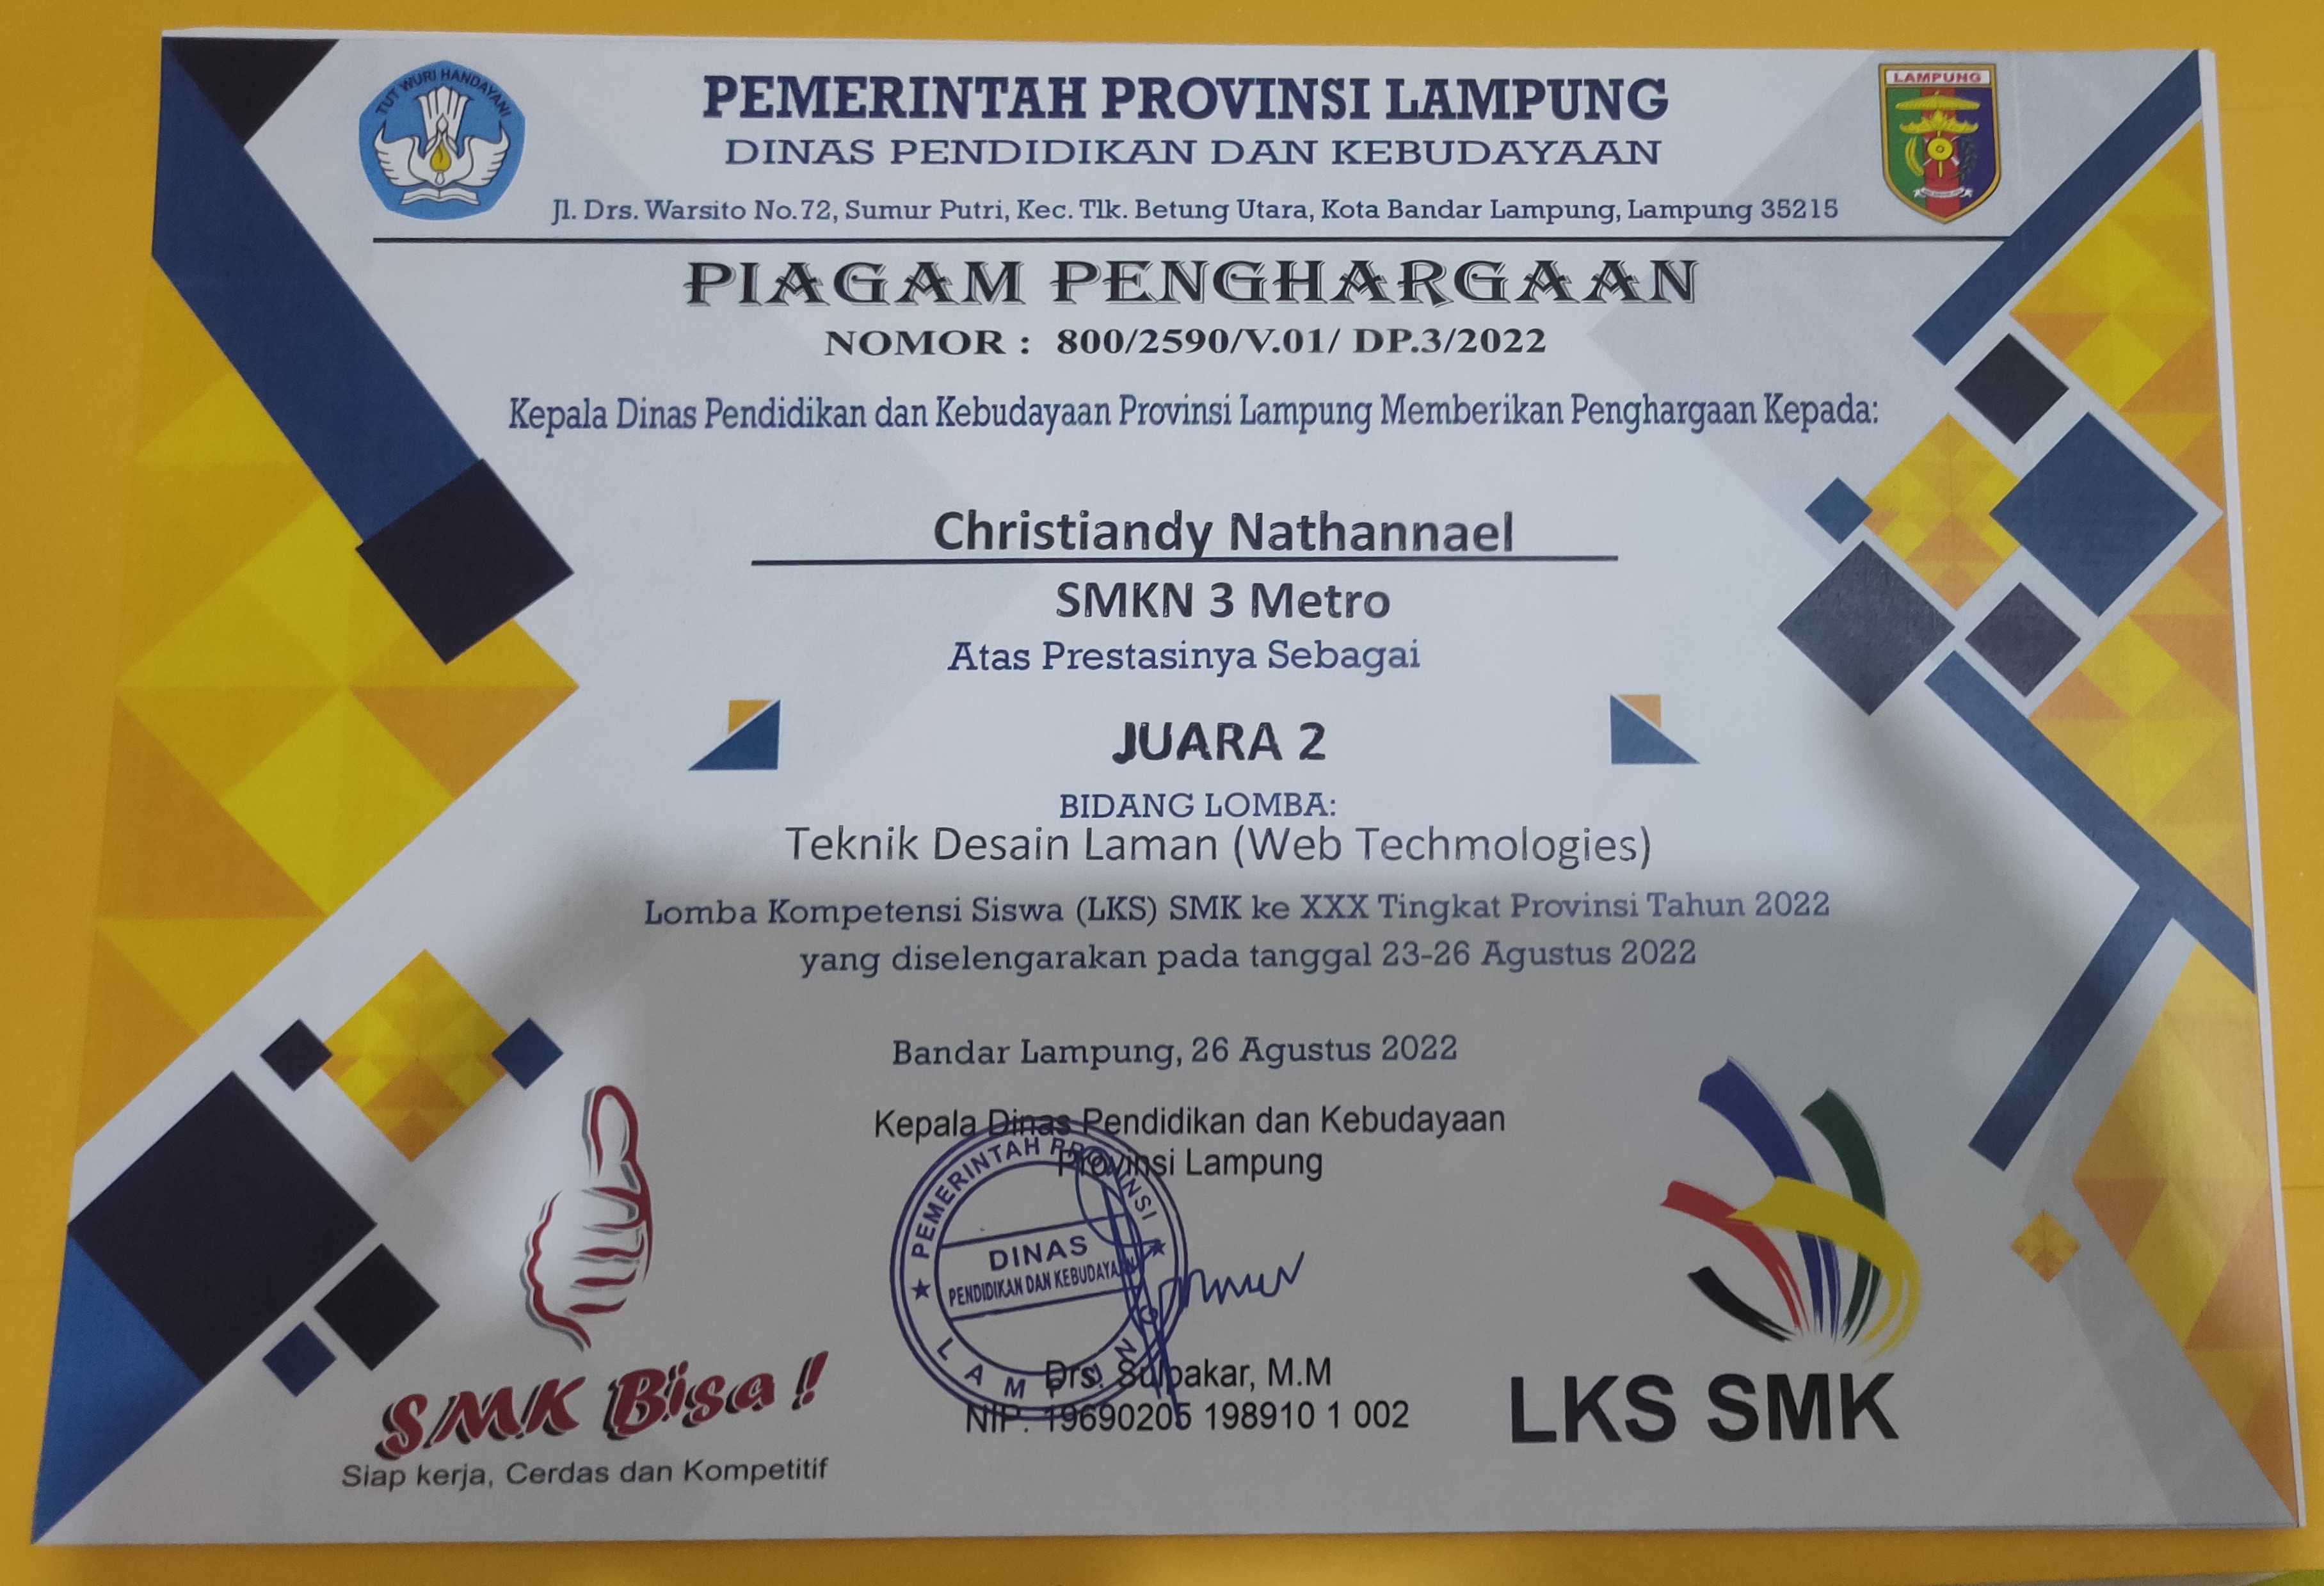 TUT WURI HANDAYANI
PEMERINTAH PROVINSI LAMPUNG
LAMPUNG
DINAS PENDIDIKAN DAN KEBUDAYAAN
Jl. Drs. Warsito No.72, Sumur Putri, Kec. Tlk. Betung Utara, Kota Bandar Lampung, Lampung 35215
PIAGAM PENGHARGAAN
NOMOR : 800/2590/V.01/ DP.3/2022
Kepala Dinas Pendidikan dan Kebudayaan Provinsi Lampung Memberikan Penghargaan Kepada:
Christiandy Nathannael
SMKN 3 Metro
Atas Prestasinya Sebagai
JUARA 2
BIDANG LOMBA:
Teknik Desain Laman (Web Techmologies)
Lomba Kompetensi Siswa (LKS) SMK ke XXX Tingkat Provinsi Tahun 2022
yang diselengarakan pada tanggal 23-26 Agustus 2022
Bandar Lampung, 26 Agustus 2022
Kepala Dinas Pendidikan dan Kebudayaan
Provinsi Lampung
PEMERINTAH PROVINSI
DINAS
PENDIDIKAN DAN KEBUDAYAAN
LAMPUNG
Drs. Sulpakar, M.M
NIP. 19690205 198910 1 002
SMK Bisa !
Siap kerja, Cerdas dan Kompetitif
LKS SMK